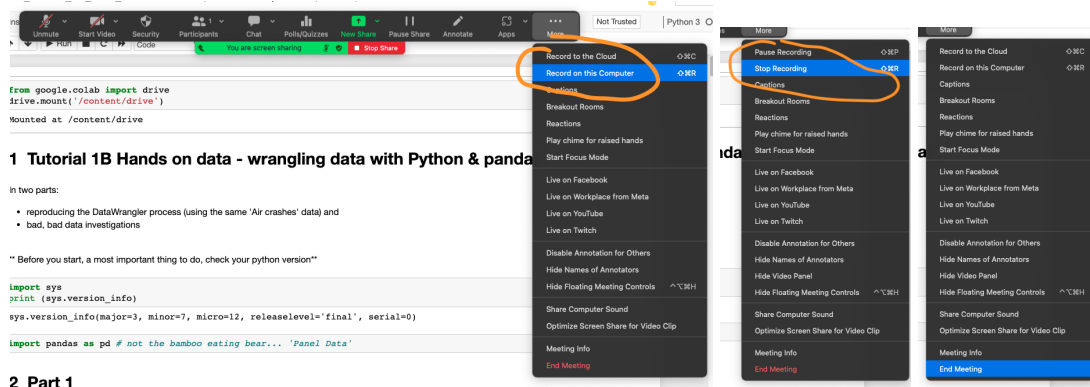 1
Not Trusted
Python 3
Unmute
Start Video
Security
Participants
Chat
Polls/Quizzes
New Share
Pause Share
Annotate
Apps
More
Run
Code
You are screen sharing
Stop Share
from google.colab import drive
drive.mount('/content/drive')
Mounted at /content/drive
1 Tutorial 1B Hands on data - wrangling data with Python & panda
In two parts:
• reproducing the DataWrangler process (using the same 'Air crashes' data) and
• bad, bad data investigations
** Before you start, a most important thing to do, check your python version**
import sys
print (sys.version_info)
sys.version_info(major=3, minor=7, micro=12, releaselevel='final', serial=0)
import pandas as pd # not the bamboo eating bear... 'Panel Data'
2 Part 1
Record to the Cloud ⇧⌘C
Record on this Computer ⇧⌘R
Captions
Breakout Rooms
Reactions
Play chime for raised hands
Start Focus Mode
Live on Facebook
Live on Workplace from Meta
Live on YouTube
Live on Twitch
Disable Annotation for Others
Hide Names of Annotators
Hide Video Panel
Hide Floating Meeting Controls ^⌥⌘H
Share Computer Sound
Optimize Screen Share for Video Clip
Meeting Info
End Meeting
More
nda
Pause Recording ⇧⌘P
Stop Recording ⇧⌘R
Captions
Breakout Rooms
Reactions
Play chime for raised hands
Start Focus Mode
Live on Facebook
Live on Workplace from Meta
Live on YouTube
Live on Twitch
Disable Annotation for Others
Hide Names of Annotators
Hide Video Panel
Hide Floating Meeting Controls ^⌥⌘H
Share Computer Sound
Optimize Screen Share for Video Clip
Meeting Info
End Meeting
More
a
Record to the Cloud ⇧⌘C
Record on this Computer ⇧⌘R
Captions
Breakout Rooms
Reactions
Play chime for raised hands
Start Focus Mode
Live on Facebook
Live on Workplace from Meta
Live on YouTube
Live on Twitch
Disable Annotation for Others
Hide Names of Annotators
Hide Video Panel
Hide Floating Meeting Controls ^⌥⌘H
Share Computer Sound
Optimize Screen Share for Video Clip
Meeting Info
End Meeting